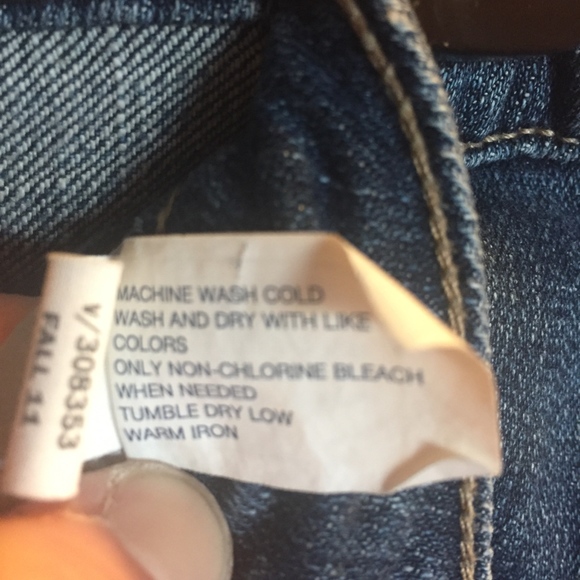 MACHINE WASH COLD
WASH AND DRY WITH LIKE
COLORS
ONLY NON-CHLORINE BLEACH
WHEN NEEDED
TUMBLE DRY LOW
WARM IRON
V/308353
FALL 11